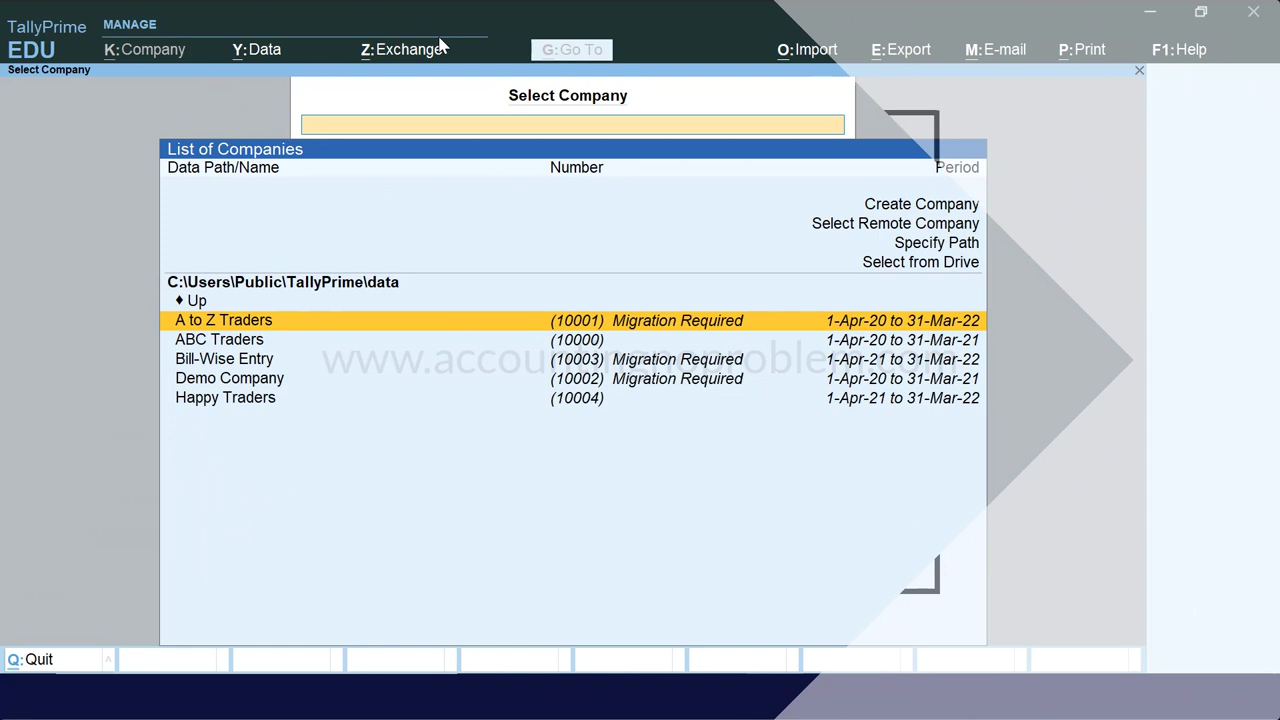 TallyPrime
EDU
MANAGE
K:Company Y:Data Z:Exchange G:Go To O:Import E:Export M:E-mail P:Print F1:Help
Select Company
Select Company
List of Companies
Data Path/Name Number Period
Create Company
Select Remote Company
Specify Path
Select from Drive
C:\Users\Public\TallyPrime\data
♦ Up
A to Z Traders (10001) Migration Required 1-Apr-20 to 31-Mar-22
ABC Traders (10000) 1-Apr-20 to 31-Mar-21
Bill-Wise Entry (10003) Migration Required 1-Apr-21 to 31-Mar-22
Demo Company (10002) Migration Required 1-Apr-20 to 31-Mar-21
Happy Traders (10004) 1-Apr-21 to 31-Mar-22
www.accountingnoproblem.com
Q:Quit